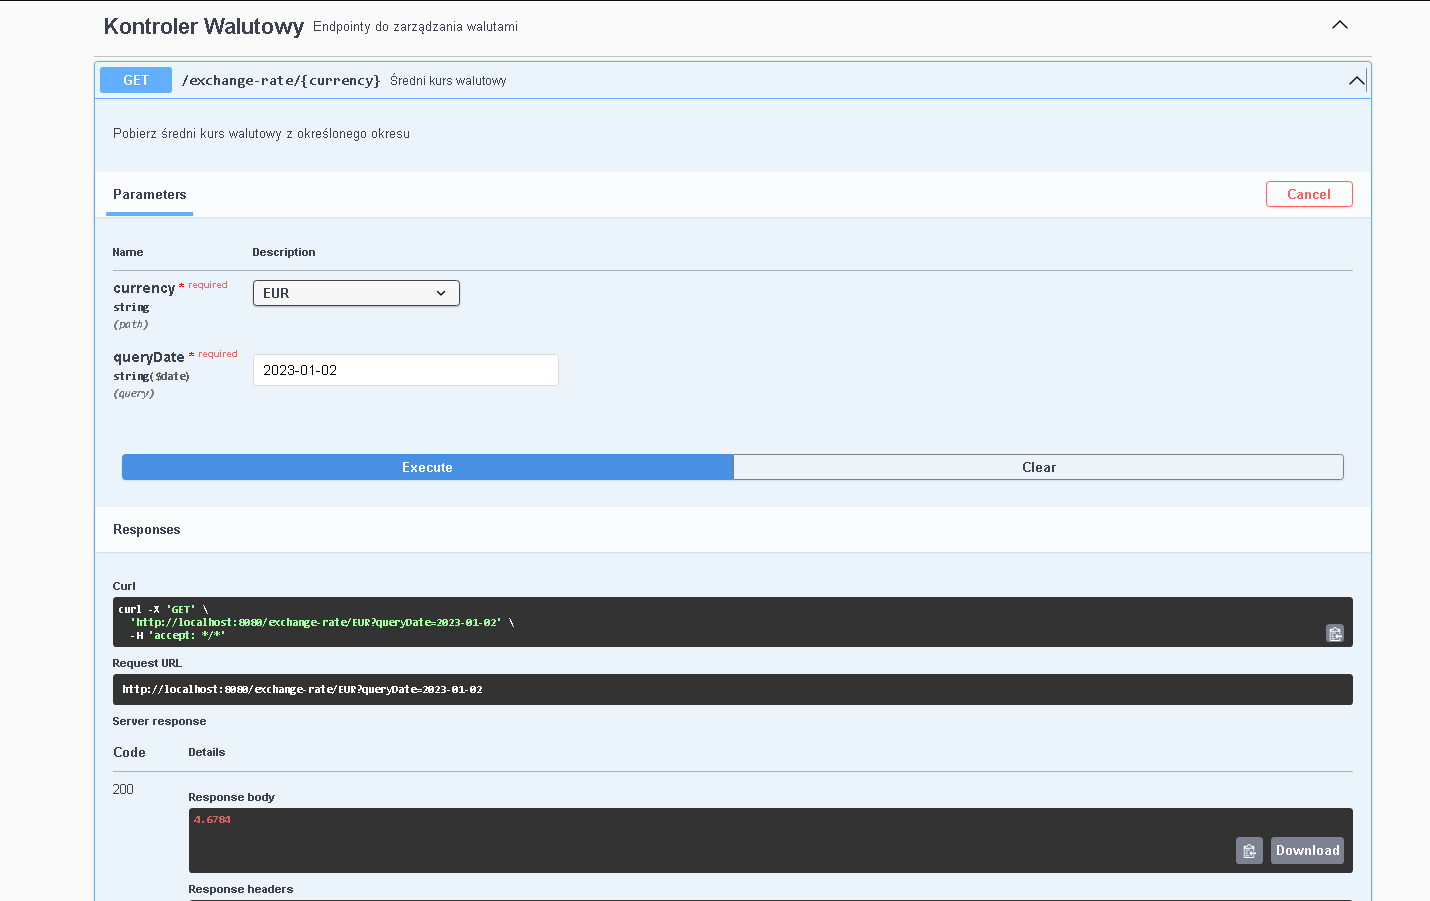 Kontroler Walutowy Endpointy do zarządzania walutami
GET /exchange-rate/{currency} Średni kurs walutowy
Pobierz średni kurs walutowy z określonego okresu
Parameters
Cancel
Name Description
currency * required
string
(path)
EUR
queryDate * required
string($date)
(query)
2023-01-02
Execute
Clear
Responses
Curl
curl -X 'GET' \
'http://localhost:8080/exchange-rate/EUR?queryDate=2023-01-02' \
-H 'accept: */*'
Request URL
http://localhost:8080/exchange-rate/EUR?queryDate=2023-01-02
Server response
Code Details
200
Response body
4.6784
Download
Response headers